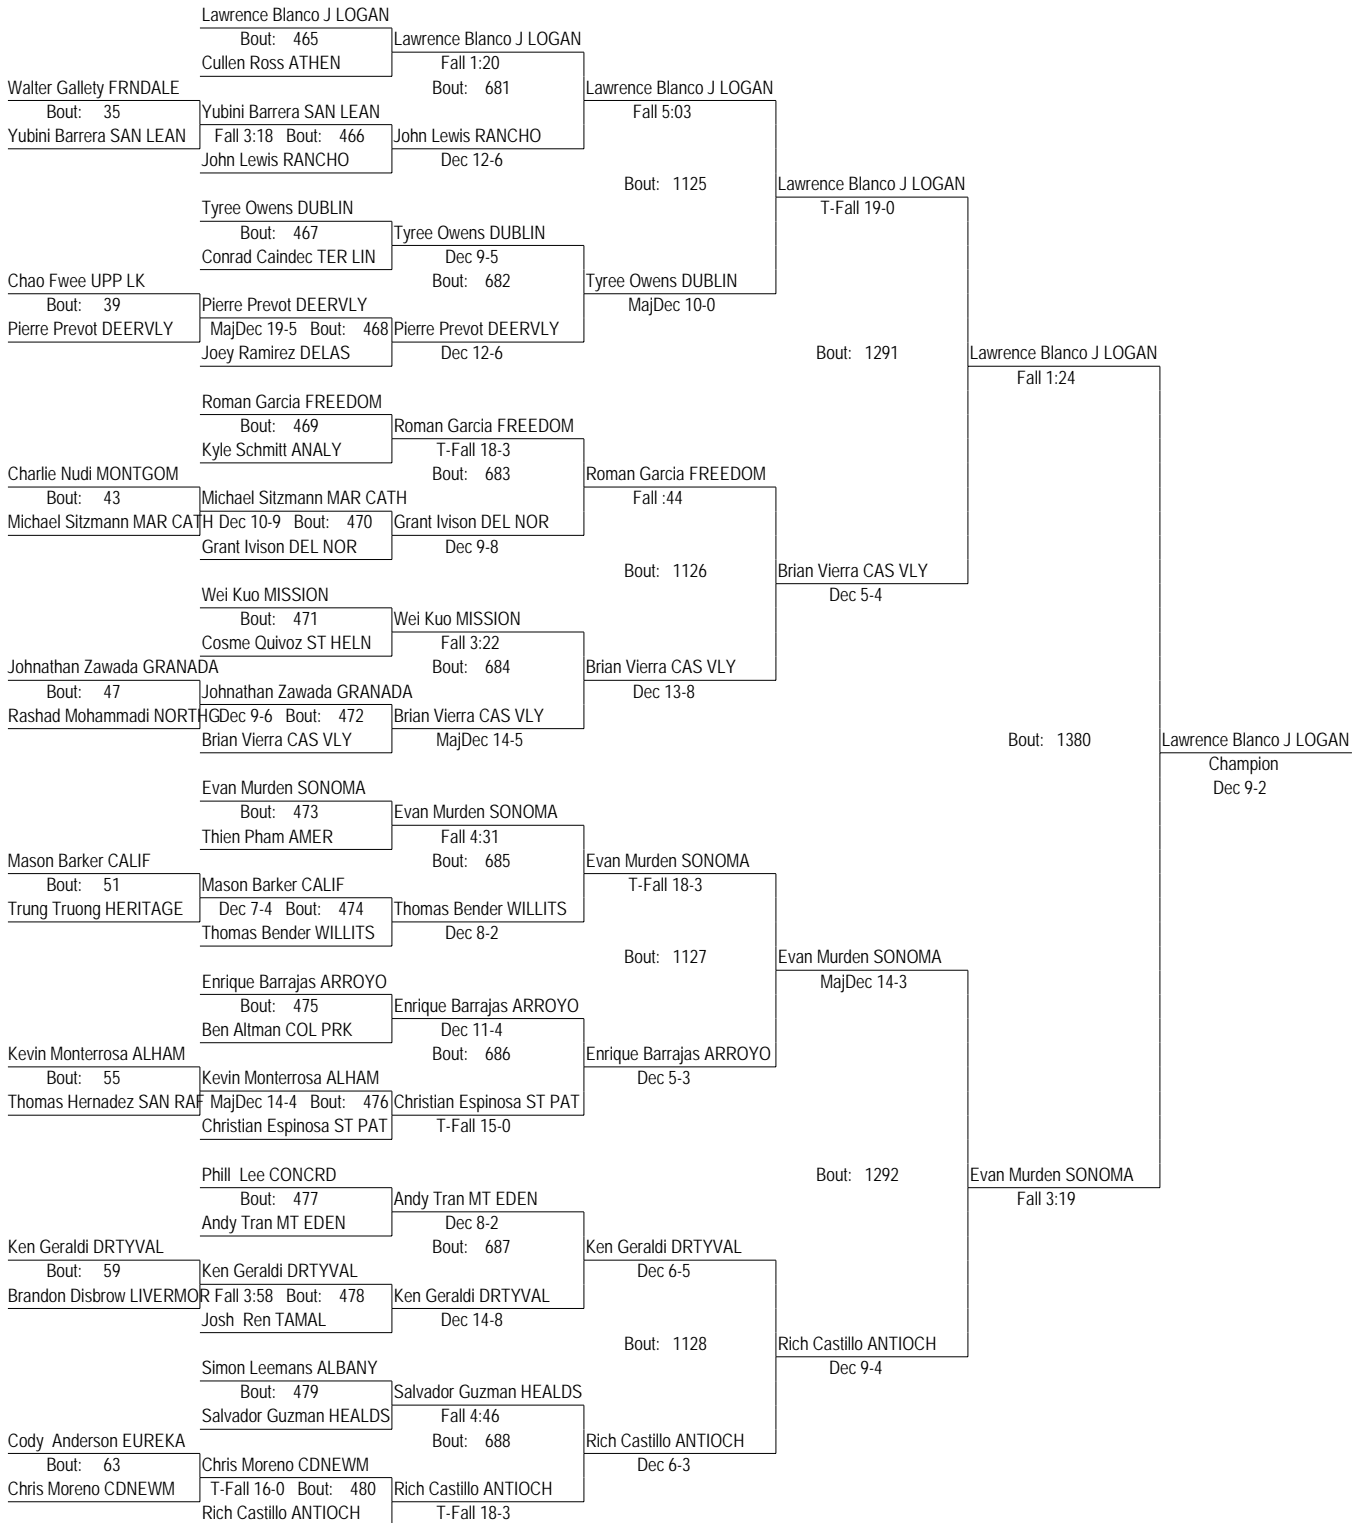 Lawrence Blanco J LOGAN
Bout: 465 Lawrence Blanco J LOGAN
Cullen Ross ATHEN Fall 1:20
Walter Gallety FRNDALE Bout: 681 Lawrence Blanco J LOGAN
Bout: 35 Yubini Barrera SAN LEAN Fall 5:03
Yubini Barrera SAN LEAN Fall 3:18 Bout: 466 John Lewis RANCHO
John Lewis RANCHO Dec 12-6
Bout: 1125 Lawrence Blanco J LOGAN
Tyree Owens DUBLIN T-Fall 19-0
Bout: 467 Tyree Owens DUBLIN
Conrad Caindec TER LIN Dec 9-5
Chao Fwee UPP LK Bout: 682 Tyree Owens DUBLIN
Bout: 39 Pierre Prevot DEERVLY MajDec 10-0
Pierre Prevot DEERVLY MajDec 19-5 Bout: 468 Pierre Prevot DEERVLY
Joey Ramirez DELAS Dec 12-6 Bout: 1291 Lawrence Blanco J LOGAN
Fall 1:24
Roman Garcia FREEDOM
Bout: 469 Roman Garcia FREEDOM
Kyle Schmitt ANALY T-Fall 18-3
Charlie Nudi MONTGOM Bout: 683 Roman Garcia FREEDOM
Bout: 43 Michael Sitzmann MAR CATH Fall :44
Michael Sitzmann MAR CATH Dec 10-9 Bout: 470 Grant Ivison DEL NOR
Grant Ivison DEL NOR Dec 9-8
Bout: 1126 Brian Vierra CAS VLY
Wei Kuo MISSION Dec 5-4
Bout: 471 Wei Kuo MISSION
Cosme Quivoz ST HELN Fall 3:22
Johnathan Zawada GRANADA Bout: 684 Brian Vierra CAS VLY
Bout: 47 Johnathan Zawada GRANADA Dec 13-8
Rashad Mohammadi NORTHG Dec 9-6 Bout: 472 Brian Vierra CAS VLY
Brian Vierra CAS VLY MajDec 14-5 Bout: 1380 Lawrence Blanco J LOGAN
Champion
Evan Murden SONOMA Dec 9-2
Bout: 473 Evan Murden SONOMA
Thien Pham AMER Fall 4:31
Mason Barker CALIF Bout: 685 Evan Murden SONOMA
Bout: 51 Mason Barker CALIF T-Fall 18-3
Trung Truong HERITAGE Dec 7-4 Bout: 474 Thomas Bender WILLITS
Thomas Bender WILLITS Dec 8-2
Bout: 1127 Evan Murden SONOMA
Enrique Barrajas ARROYO MajDec 14-3
Bout: 475 Enrique Barrajas ARROYO
Ben Altman COL PRK Dec 11-4
Kevin Monterrosa ALHAM Bout: 686 Enrique Barrajas ARROYO
Bout: 55 Kevin Monterrosa ALHAM Dec 5-3
Thomas Hernadez SAN RAF MajDec 14-4 Bout: 476 Christian Espinosa ST PAT
Christian Espinosa ST PAT T-Fall 15-0
Phill Lee CONCRD Bout: 1292 Evan Murden SONOMA
Bout: 477 Andy Tran MT EDEN Fall 3:19
Andy Tran MT EDEN Dec 8-2
Ken Geraldi DRTYVAL Bout: 687 Ken Geraldi DRTYVAL
Bout: 59 Ken Geraldi DRTYVAL Dec 6-5
Brandon Disbrow LIVERMOR Fall 3:58 Bout: 478 Ken Geraldi DRTYVAL
Josh Ren TAMAL Dec 14-8
Bout: 1128 Rich Castillo ANTIOCH
Simon Leemans ALBANY Dec 9-4
Bout: 479 Salvador Guzman HEALDS
Salvador Guzman HEALDS Fall 4:46
Cody Anderson EUREKA Bout: 688 Rich Castillo ANTIOCH
Bout: 63 Chris Moreno CDNEWM Dec 6-3
Chris Moreno CDNEWM T-Fall 16-0 Bout: 480 Rich Castillo ANTIOCH
Rich Castillo ANTIOCH T-Fall 18-3